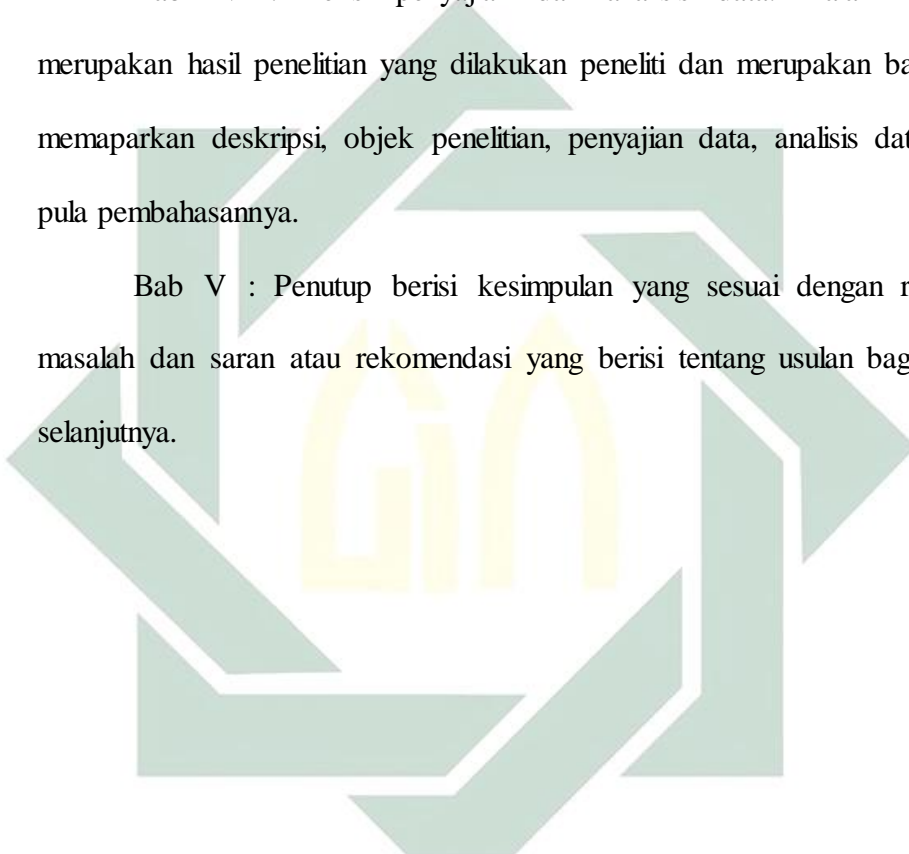 merupakan hasil penelitian yang dilakukan peneliti dan merupakan ba
memaparkan deskripsi, objek penelitian, penyajian data, analisis dat
pula pembahasannya.
Bab V : Penutup berisi kesimpulan yang sesuai dengan r
masalah dan saran atau rekomendasi yang berisi tentang usulan bag
selanjutnya.